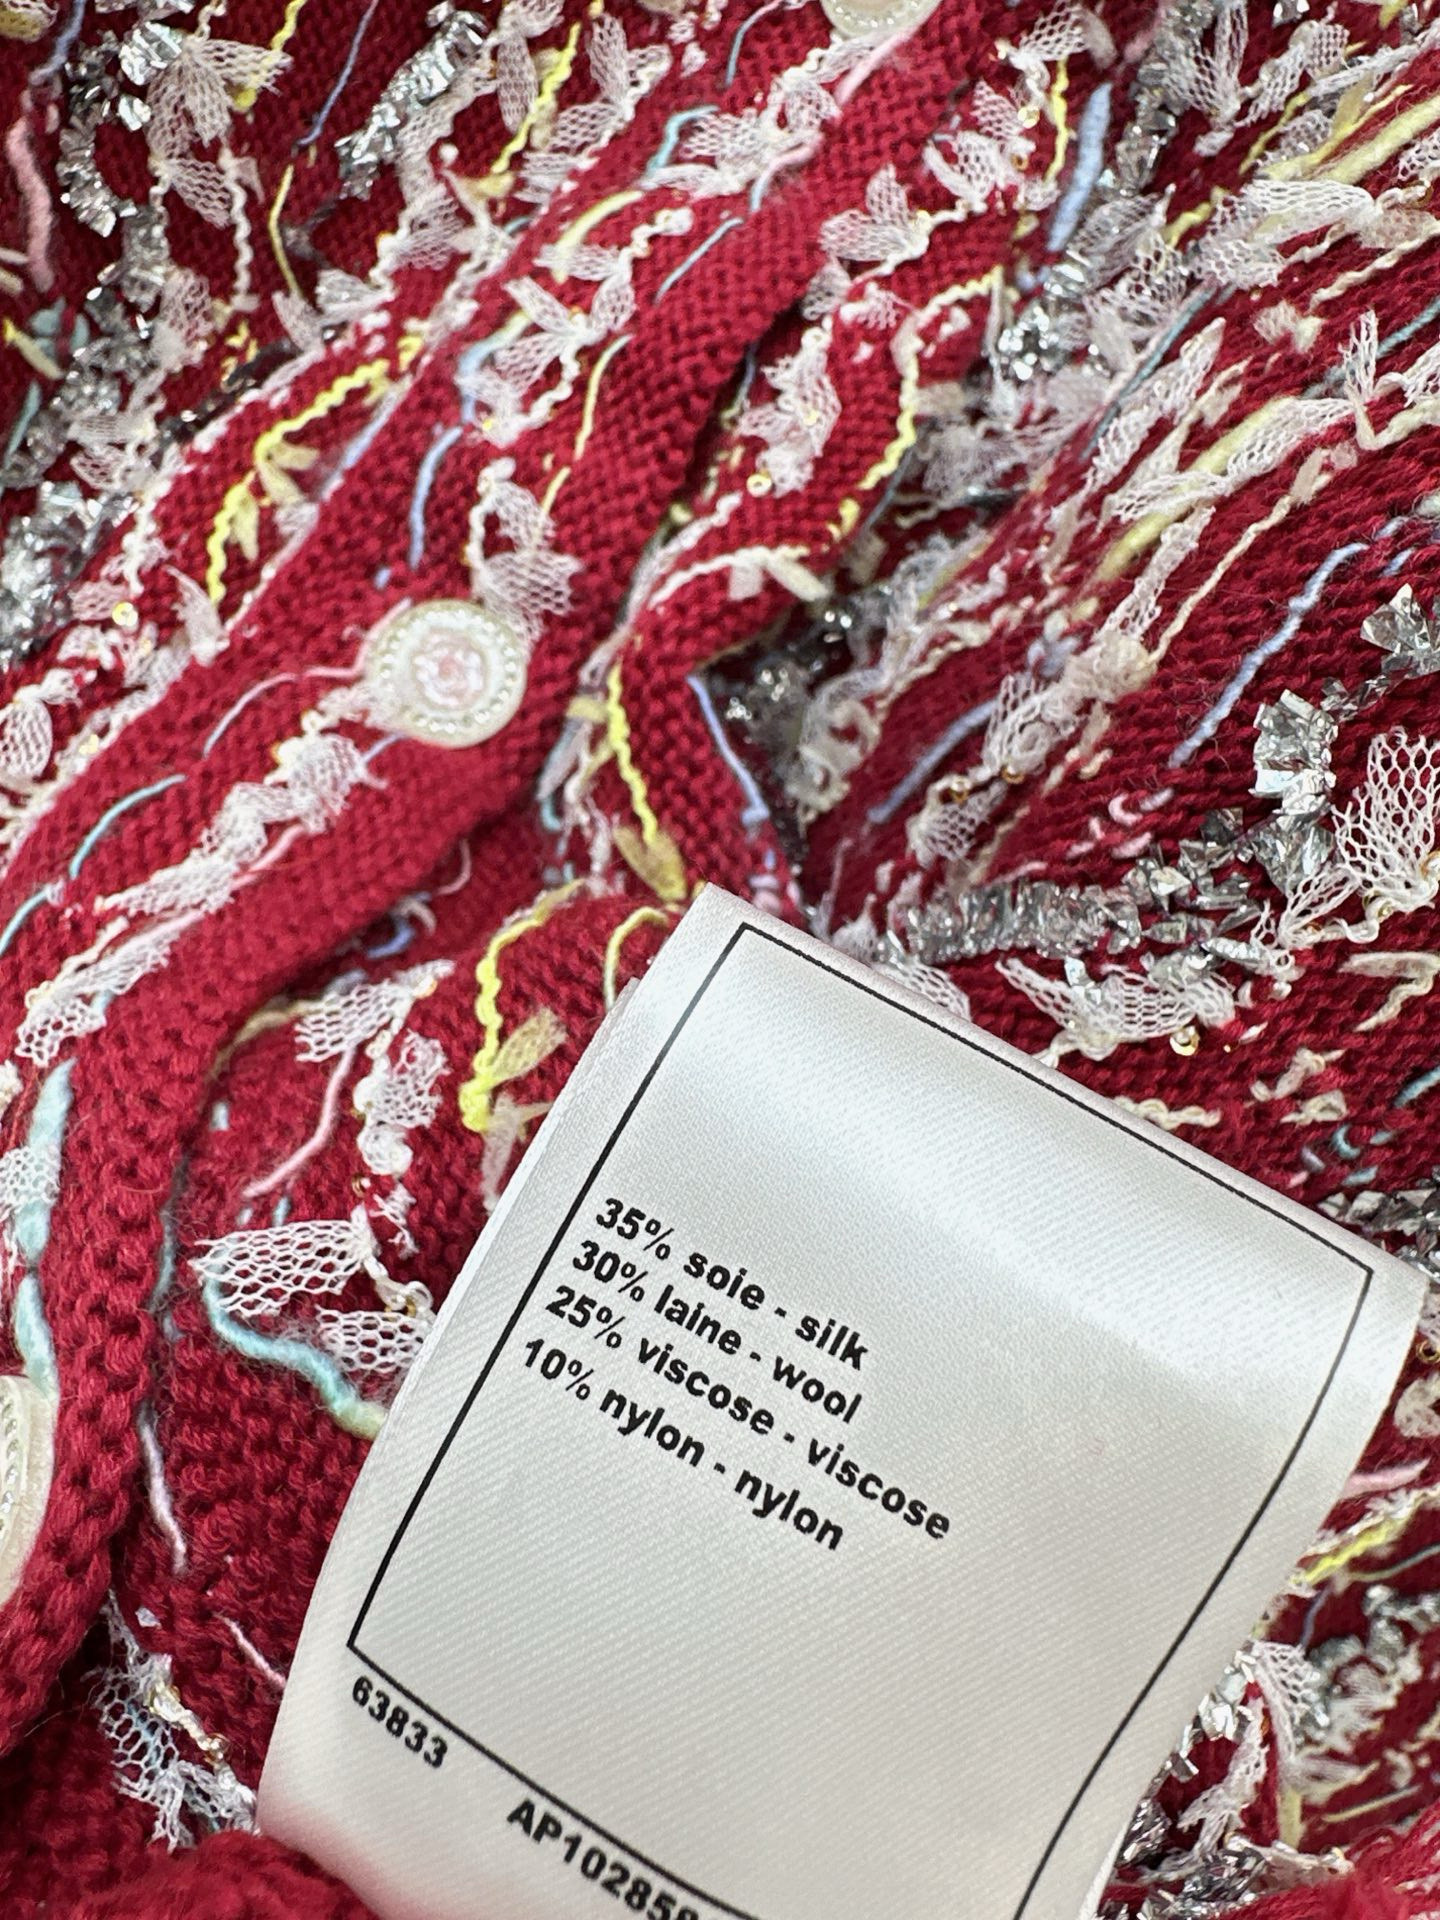 35% soie - silk
30% laine - wool
25% viscose - viscose
10% nylon - nylon
63833